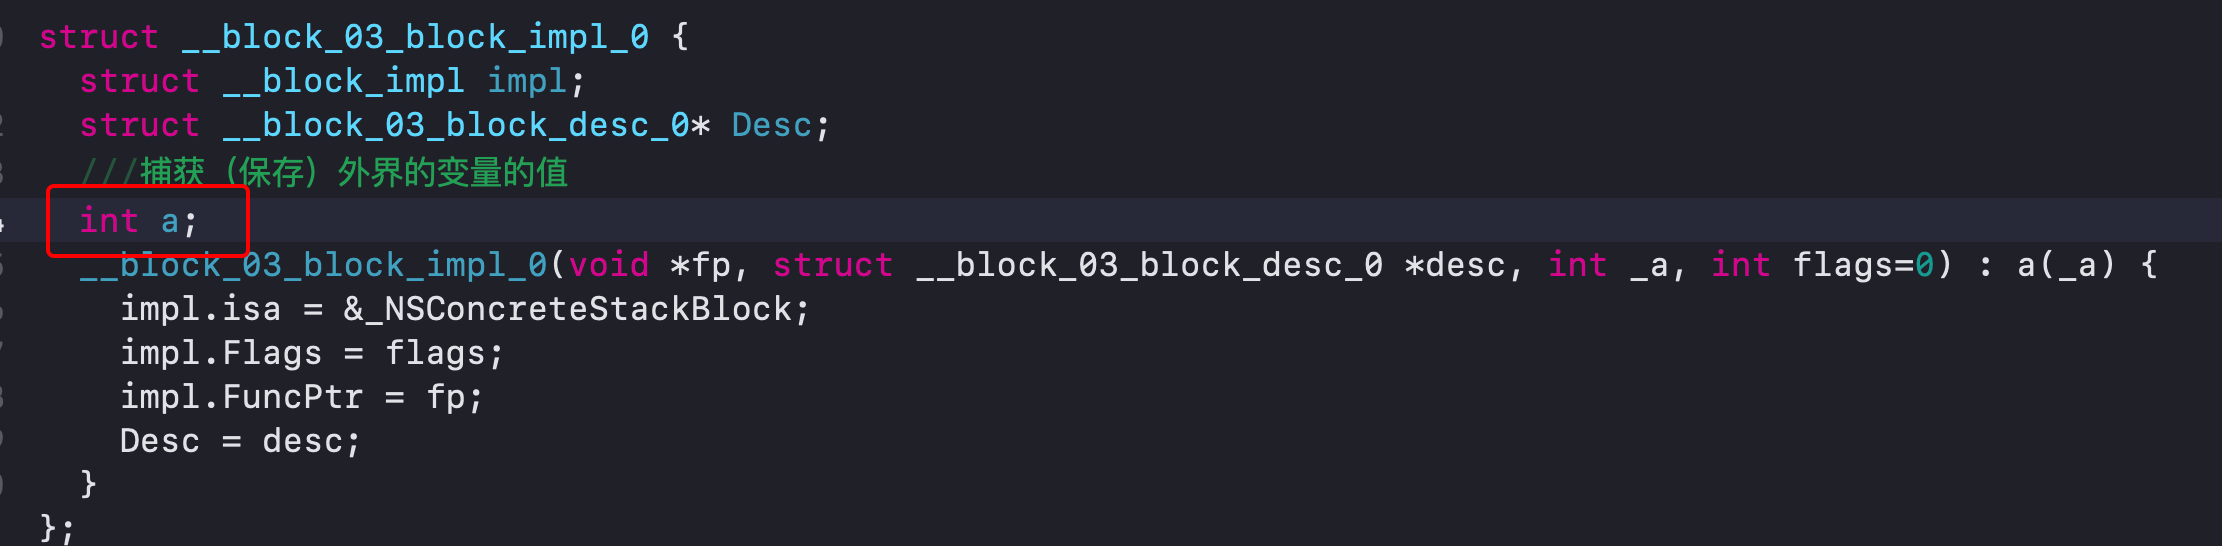 struct __block_03_block_impl_0 {
struct __block_impl impl;
struct __block_03_block_desc_0* Desc;
///捕获（保存）外界的变量的值
int a;
__block_03_block_impl_0(void *fp, struct __block_03_block_desc_0 *desc, int _a, int flags=0) : a(_a) {
impl.isa = &_NSConcreteStackBlock;
impl.Flags = flags;
impl.FuncPtr = fp;
Desc = desc;
}
};